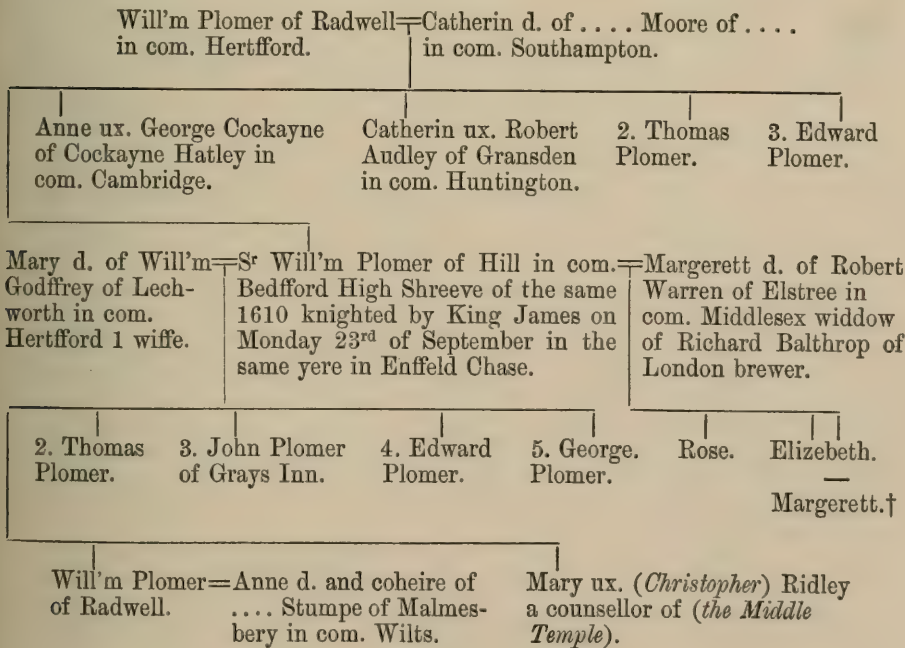 Will'm Plomer of Radwell=Catherin d. of .... Moore of ....
in com. Hertfford. in com. Southampton.
Anne ux. George Cockayne
of Cockayne Hatley in
com. Cambridge.
Catherin ux. Robert
Audley of Gransden
in com. Huntington.
2. Thomas
Plomer.
3. Edward
Plomer.
Mary d. of Will'm=
Godffrey of Lech-
worth in com.
Hertfford 1 wiffe.
Sr Will'm Plomer of Hill in com.=
Bedfford High Shreeve of the same
1610 knighted by King James on
Monday 23rd of September in the
same yere in Enffeld Chase.
Margerett d. of Robert
Warren of Elstree in
com. Middlesex widdow
of Richard Balthrop of
London brewer.
2. Thomas
Plomer.
3. John Plomer
of Grays Inn.
4. Edward
Plomer.
5. George.
Plomer.
Rose.
Elizebeth.
—
Margerett.†
Will'm Plomer=
of Radwell.
Anne d. and coheire of
.... Stumpe of Malmes-
bery in com. Wilts.
Mary ux. (Christopher) Ridley
a counsellor of (the Middle
Temple).